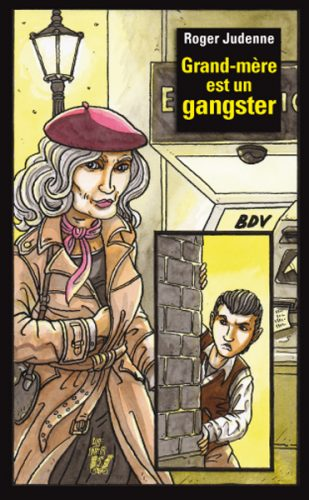 Roger Judenne
Grand-mère
est un
gangster
BDV